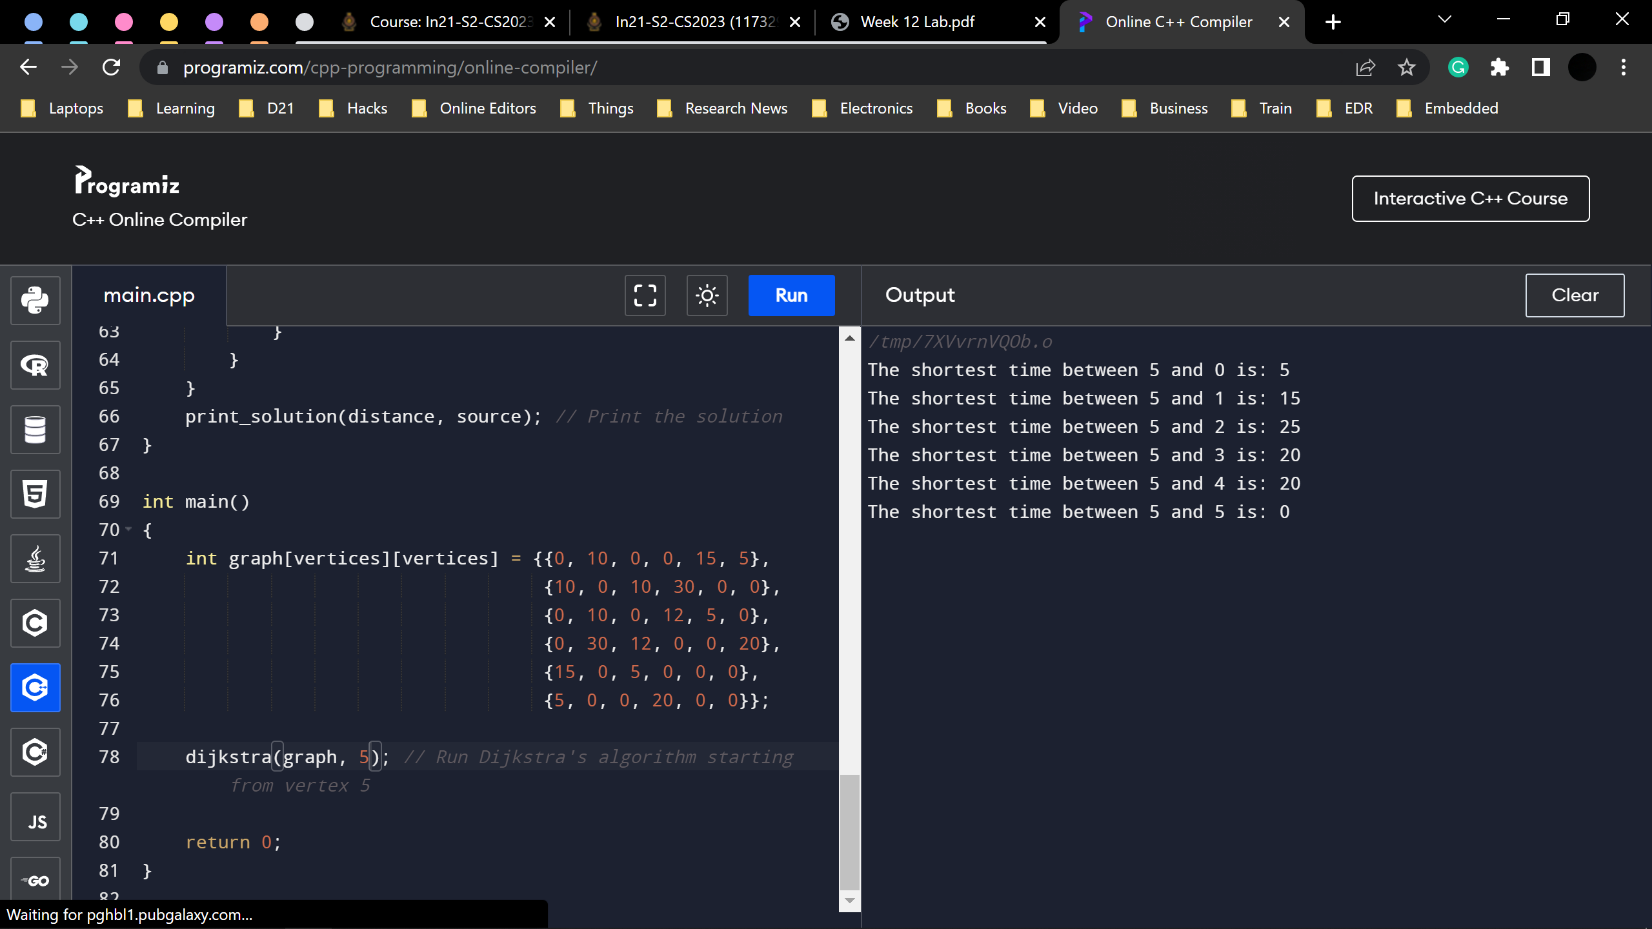 Course: In21-S2-CS2023
In21-S2-CS2023 (11732
Week 12 Lab.pdf
Online C++ Compiler
programiz.com/cpp-programming/online-compiler/
Laptops
Learning
D21
Hacks
Online Editors
Things
Research News
Electronics
Books
Video
Business
Train
EDR
Embedded
Programiz
C++ Online Compiler
Interactive C++ Course
main.cpp
Run
Output
Clear
63 }
64 }
65 }
66 print_solution(distance, source); // Print the solution
67 }
68
69 int main()
70 {
71 int graph[vertices][vertices] = {{0, 10, 0, 0, 15, 5},
72 {10, 0, 10, 30, 0, 0},
73 {0, 10, 0, 12, 5, 0},
74 {0, 30, 12, 0, 0, 20},
75 {15, 0, 5, 0, 0, 0},
76 {5, 0, 0, 20, 0, 0}};
77
78 dijkstra(graph, 5); // Run Dijkstra's algorithm starting
from vertex 5
79
80 return 0;
81 }
82
/tmp/7XVvrnVQOb.o
The shortest time between 5 and 0 is: 5
The shortest time between 5 and 1 is: 15
The shortest time between 5 and 2 is: 25
The shortest time between 5 and 3 is: 20
The shortest time between 5 and 4 is: 20
The shortest time between 5 and 5 is: 0
JS
GO
Waiting for pghbl1.pubgalaxy.com...